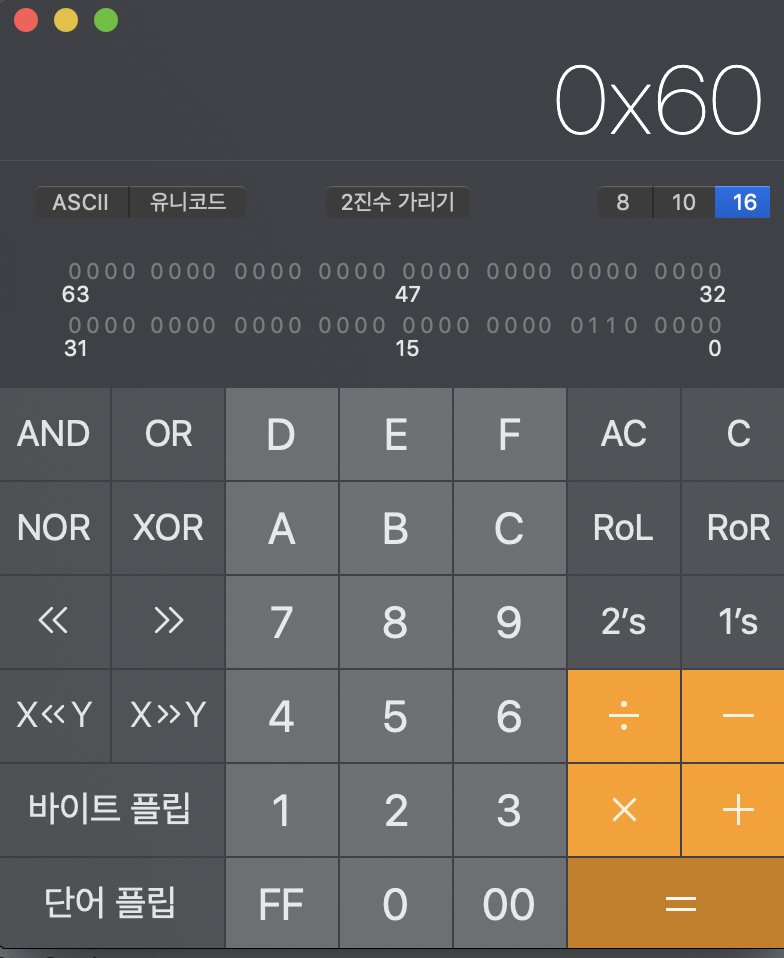 0x60
ASCII 유니코드 2진수 가리기 8 10 16
0000 0000 0000 0000 0000 0000 0000 0000
63 47 32
0000 0000 0000 0000 0000 0000 0110 0000
31 15 0
AND OR D E F AC C
NOR XOR A B C RoL RoR
« » 7 8 9 2's 1's
X«Y X»Y 4 5 6 ÷ −
바이트 플립 1 2 3 × +
단어 플립 FF 0 00 =